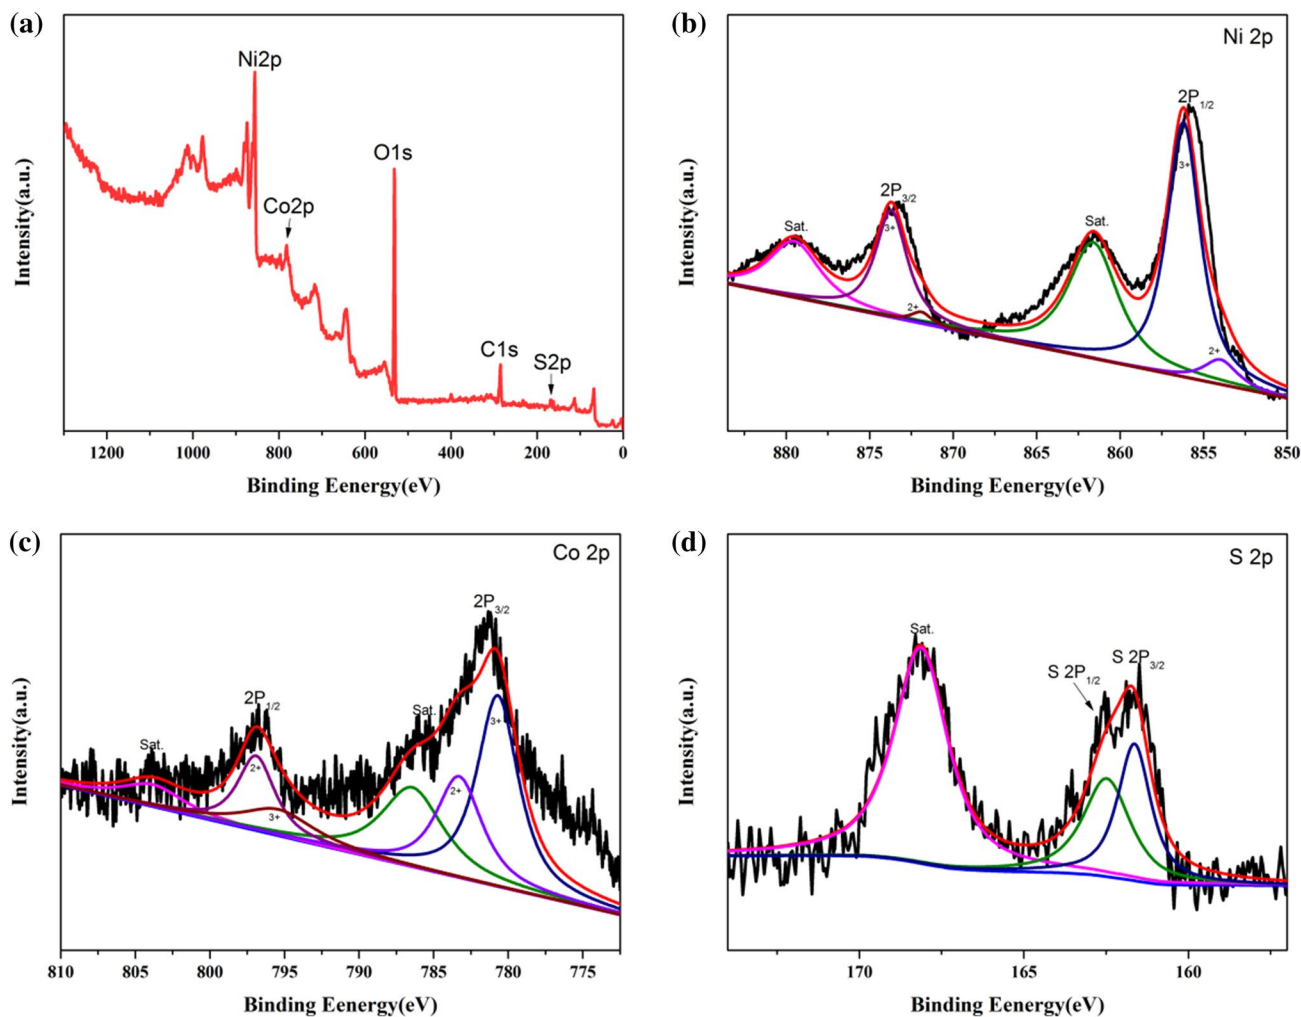 (a)
Ni2p
O1s
Co2p
C1s
S2p
Intensity(a.u.)
1200 1000 800 600 400 200 0
Binding Eenergy(eV)
(b)
Ni 2p
2P1/2
3+
2P3/2
3+
Sat.
Sat.
2+
2+
Intensity(a.u.)
880 875 870 865 860 855 850
Binding Eenergy(eV)
(c)
Co 2p
2P3/2
2P1/2
Sat.
Sat.
3+
2+
2+
3+
Intensity(a.u.)
810 805 800 795 790 785 780 775
Binding Eenergy(eV)
(d)
S 2p
Sat.
S 2P1/2
S 2P3/2
Intensity(a.u.)
170 165 160
Binding Eenergy(eV)